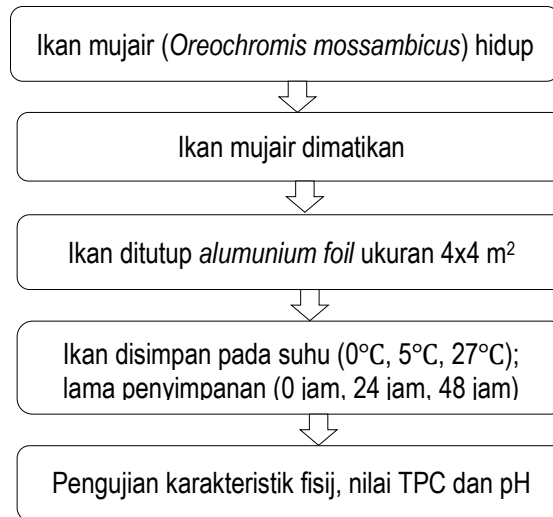 Ikan mujair (Oreochromis mossambicus) hidup
Ikan mujair dimatikan
Ikan ditutup alumunium foil ukuran 4x4 m²
Ikan disimpan pada suhu (0℃, 5℃, 27℃);
lama penyimpanan (0 jam, 24 jam, 48 jam)
Pengujian karakteristik fisij, nilai TPC dan pH